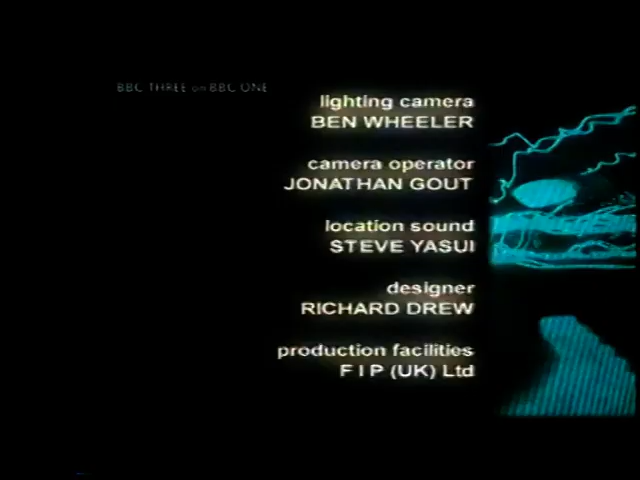 BBC THREE on BBC ONE
lighting camera
BEN WHEELER
camera operator
JONATHAN GOUT
location sound
STEVE YASUI
designer
RICHARD DREW
production facilities
F I P (UK) Ltd